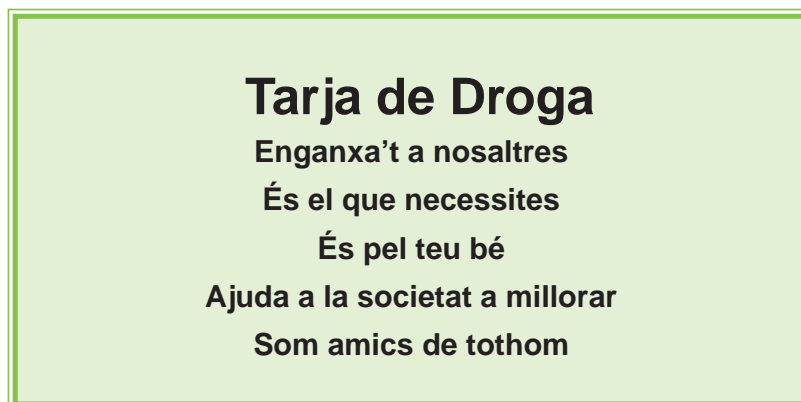 Tarja de Droga
Enganxa’t a nosaltres
És el que necessites
És pel teu bé
Ajuda a la societat a millorar
Som amics de tothom